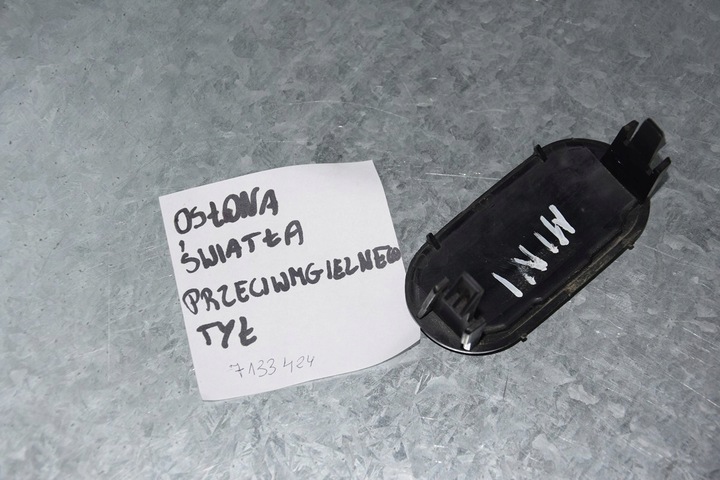 OSŁONA
ŚWIATŁA
PRZECIWMGIELNEGO
TYŁ
7133424
MINI